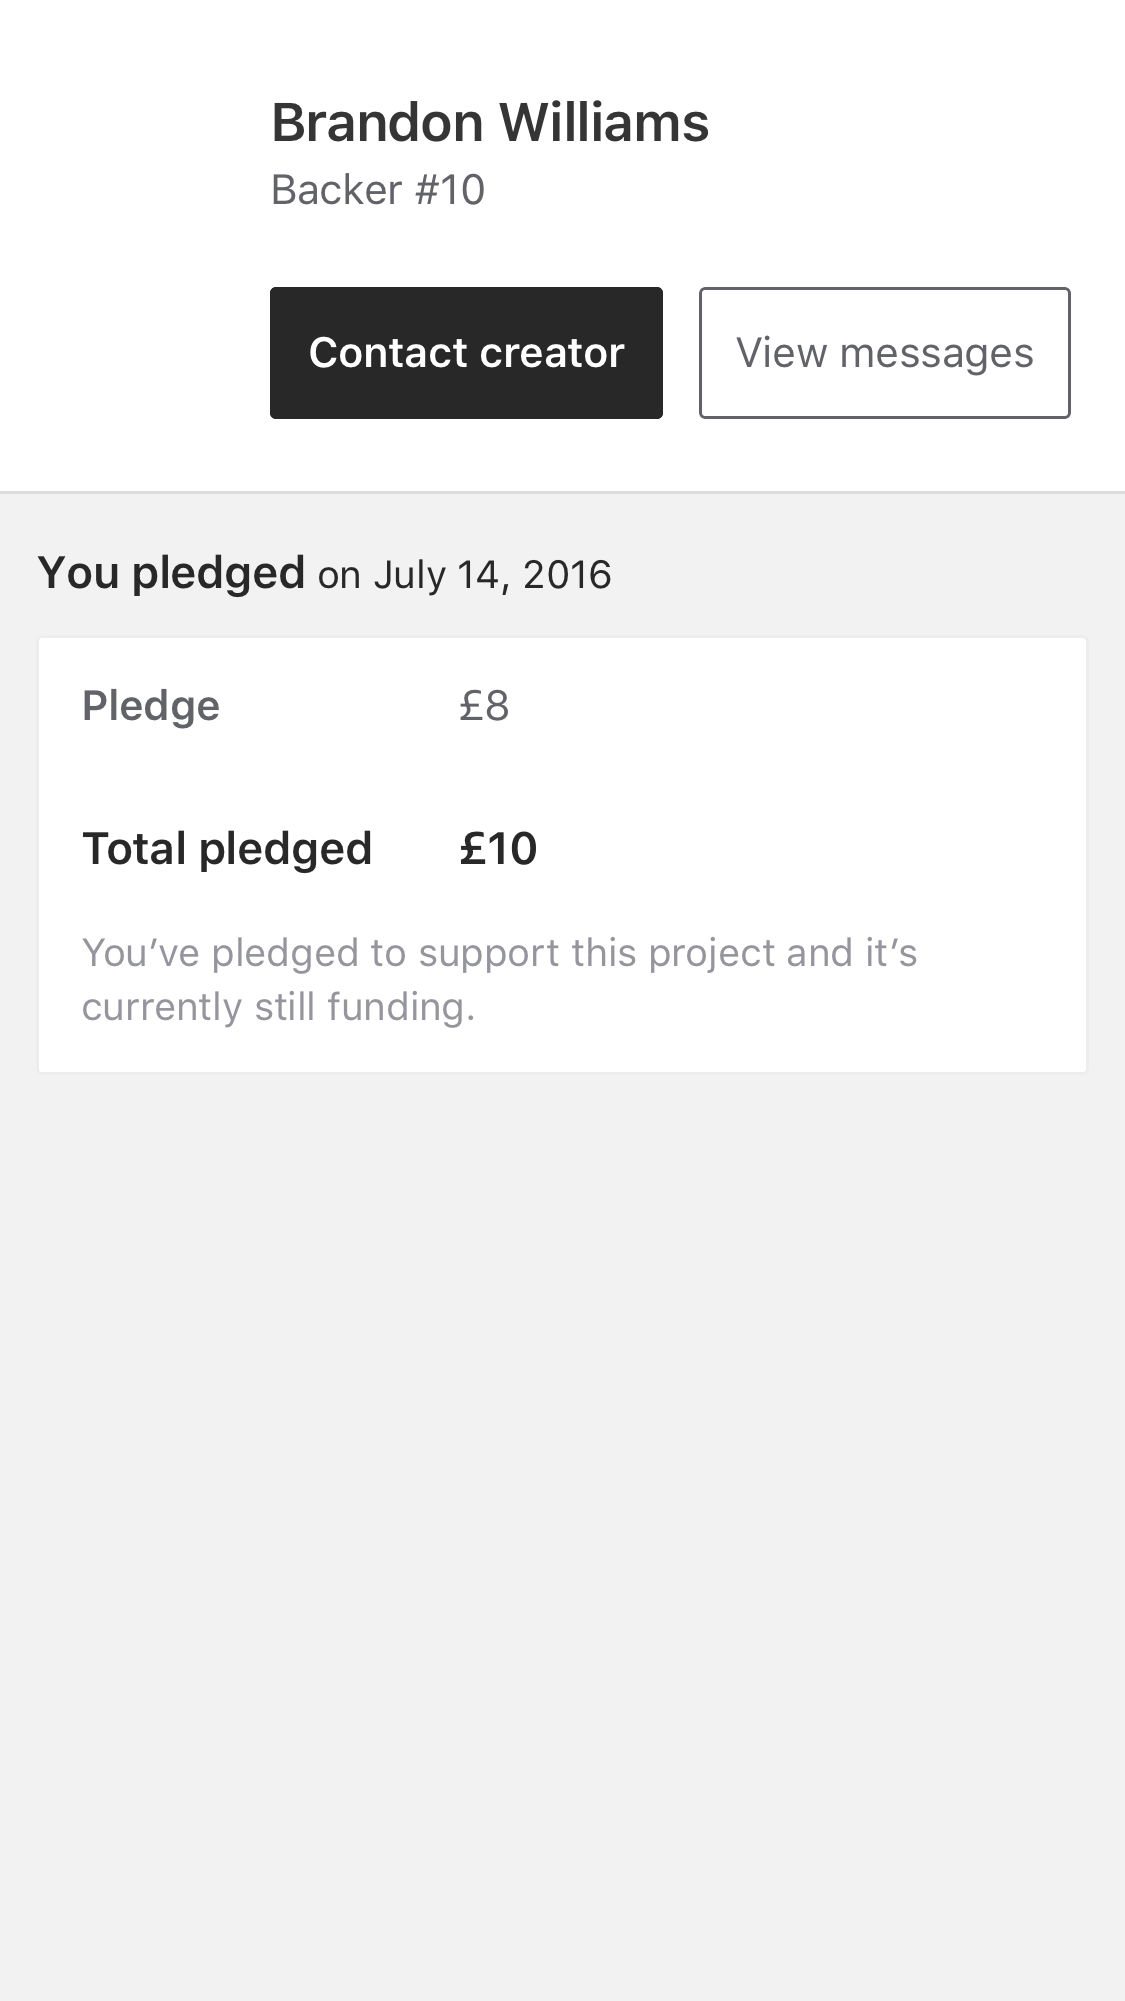 Brandon Williams
Backer #10
Contact creator
View messages
You pledged on July 14, 2016
Pledge £8
Total pledged £10
You’ve pledged to support this project and it’s
currently still funding.